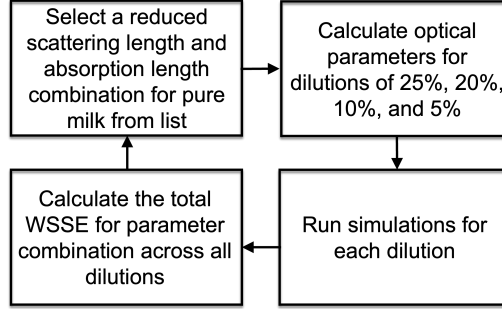 Select a reduced
scattering length and
absorption length
combination for pure
milk from list
Calculate optical
parameters for
dilutions of 25%, 20%,
10%, and 5%
Calculate the total
WSSE for parameter
combination across all
dilutions
Run simulations for
each dilution